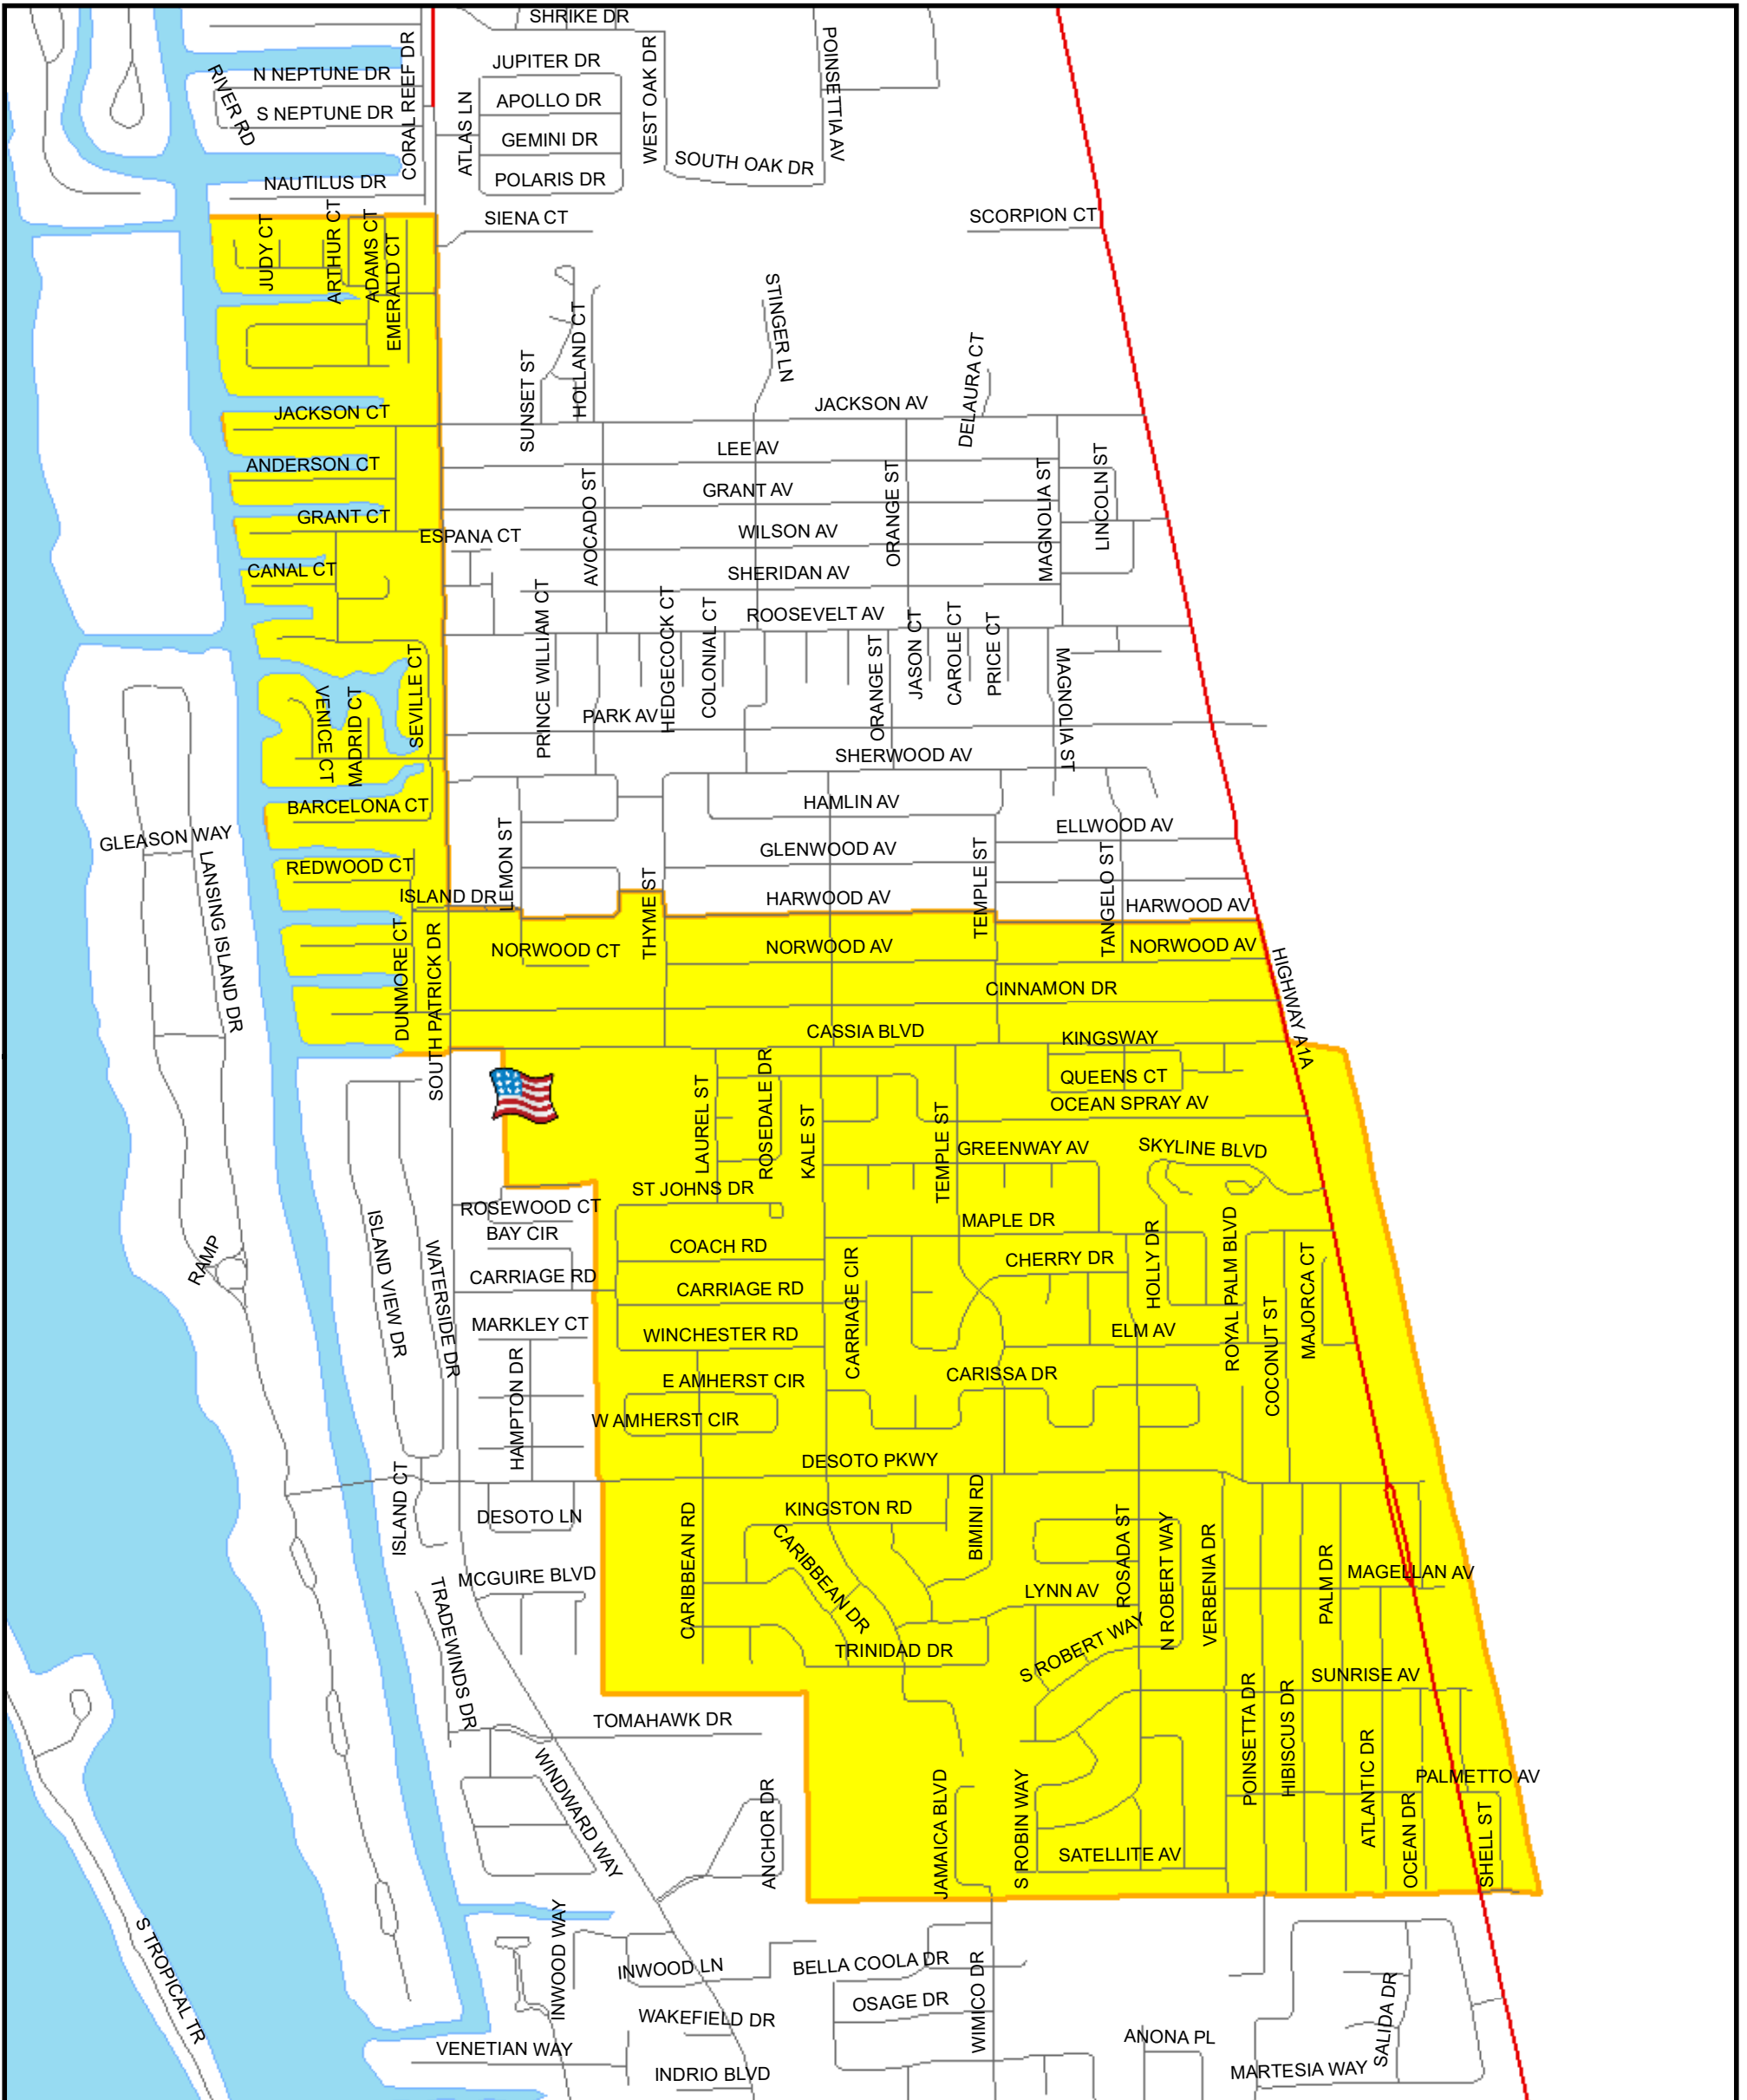 SHRIKE DR
JUPITER DR
APOLLO DR
GEMINI DR
POLARIS DR
ATLAS LN
WEST OAK DR
SOUTH OAK DR
POINSETTIA AV
N NEPTUNE DR
S NEPTUNE DR
RIVER RD
CORAL REEF DR
NAUTILUS DR
SIENA CT
SCORPION CT
JUDY CT
ARTHUR CT
ADAMS CT
EMERALD CT
STINGER LN
HOLLAND CT
SUNSET ST
DELAURA CT
JACKSON CT
JACKSON AV
LEE AV
ANDERSON CT
GRANT AV
GRANT CT
ESPANA CT
WILSON AV
CANAL CT
SHERIDAN AV
AVOCADO ST
ORANGE ST
MAGNOLIA ST
LINCOLN ST
ROOSEVELT AV
PRINCE WILLIAM CT
HEDGECOCK CT
COLONIAL CT
ORANGE ST
JASON CT
CAROLE CT
PRICE CT
MAGNOLIA ST
SEVILLE CT
VENICE CT
MADRID CT
PARK AV
SHERWOOD AV
BARCELONA CT
HAMLIN AV
ELLWOOD AV
GLEASON WAY
LANSING ISLAND DR
GLENWOOD AV
REDWOOD CT
LEMON ST
THYME ST
TEMPLE ST
TANGELO ST
ISLAND DR
HARWOOD AV
HARWOOD AV
NORWOOD CT
NORWOOD AV
NORWOOD AV
DUNMORE CT
SOUTH PATRICK DR
CINNAMON DR
HIGHWAY A1A
CASSIA BLVD
KINGSWAY
QUEENS CT
OCEAN SPRAY AV
LAUREL ST
ROSEDALE DR
KALE ST
TEMPLE ST
GREENWAY AV
SKYLINE BLVD
ST JOHNS DR
ROSEWOOD CT
BAY CIR
MAPLE DR
COACH RD
CHERRY DR
HOLLY DR
ROYAL PALM BLVD
COCONUT ST
MAJORCA CT
RAMP
ISLAND VIEW DR
WATERSIDE DR
CARRIAGE RD
CARRIAGE RD
CARRIAGE CIR
MARKLEY CT
WINCHESTER RD
ELM AV
HAMPTON DR
E AMHERST CIR
CARISSA DR
W AMHERST CIR
DESOTO PKWY
ISLAND CT
DESOTO LN
KINGSTON RD
BIMINI RD
CARIBBEAN RD
CARIBBEAN DR
ROSADA ST
N ROBERT WAY
VERBENIA DR
PALM DR
MAGELLAN AV
MCGUIRE BLVD
LYNN AV
TRADEWINDS DR
TRINIDAD DR
S ROBERT WAY
SUNRISE AV
POINSETTA DR
HIBISCUS DR
TOMAHAWK DR
WINDWARD WAY
ANCHOR DR
JAMAICA BLVD
S ROBIN WAY
ATLANTIC DR
OCEAN DR
PALMETTO AV
SHELL ST
SATELLITE AV
S TROPICAL TR
INWOOD WAY
INWOOD LN
BELLA COOLA DR
OSAGE DR
WIMICO DR
WAKEFIELD DR
VENETIAN WAY
INDRIO BLVD
ANONA PL
SALIDA DR
MARTESIA WAY